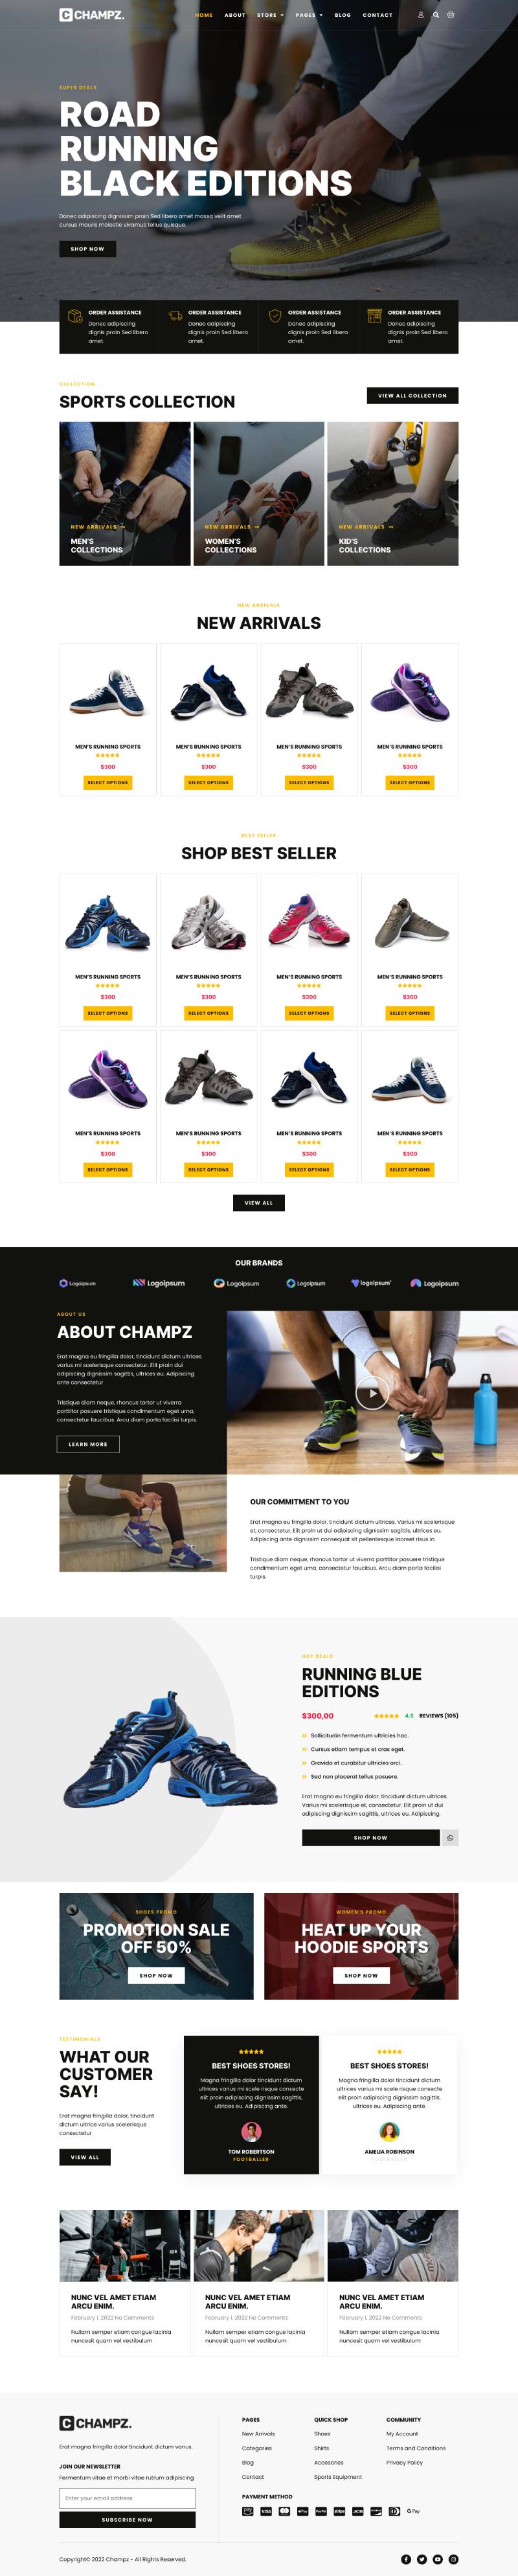 CHAMPZ.
HOME ABOUT STORE PAGES BLOG CONTACT
SUPER DEALS
ROAD
RUNNING
BLACK EDITIONS
Donec adipiscing dignissim proin Sed libero amet massa velit amet
cursus mauris molestie vivamus tellus quisque.
SHOP NOW
ORDER ASSISTANCE
Donec adipiscing
dignis proin Sed libero
amet.
ORDER ASSISTANCE
Donec adipiscing
dignis proin Sed libero
amet.
ORDER ASSISTANCE
Donec adipiscing
dignis proin Sed libero
amet.
ORDER ASSISTANCE
Donec adipiscing
dignis proin Sed libero
amet.
COLLECTION
SPORTS COLLECTION
VIEW ALL COLLECTION
NEW ARRIVALS
MEN'S
COLLECTIONS
NEW ARRIVALS
WOMEN'S
COLLECTIONS
NEW ARRIVALS
KID'S
COLLECTIONS
NEW ARRIVALS
NEW ARRIVALS
MEN'S RUNNING SPORTS
$300
SELECT OPTIONS
MEN'S RUNNING SPORTS
$300
SELECT OPTIONS
MEN'S RUNNING SPORTS
$300
SELECT OPTIONS
MEN'S RUNNING SPORTS
$300
SELECT OPTIONS
BEST SELLER
SHOP BEST SELLER
MEN'S RUNNING SPORTS
$300
SELECT OPTIONS
MEN'S RUNNING SPORTS
$300
SELECT OPTIONS
MEN'S RUNNING SPORTS
$300
SELECT OPTIONS
MEN'S RUNNING SPORTS
$300
SELECT OPTIONS
MEN'S RUNNING SPORTS
$300
SELECT OPTIONS
MEN'S RUNNING SPORTS
$300
SELECT OPTIONS
MEN'S RUNNING SPORTS
$300
SELECT OPTIONS
MEN'S RUNNING SPORTS
$300
SELECT OPTIONS
VIEW ALL
OUR BRANDS
Logoipsum Logoipsum Logoipsum Logoipsum logoipsum Logoipsum
ABOUT US
ABOUT CHAMPZ
Erat magna eu fringilla dolor, tincidunt dictum ultrices
varius mi scelerisque consectetur. Elit proin dui
adipiscing dignissim sagittis, ultrices eu. Adipiscing
ante consectetur
Tristique diam neque, rhoncus tortor ut viverra
porttitor posuere tristique condimentum eget urna,
consectetur faucibus. Arcu diam porta facilisi turpis.
LEARN MORE
OUR COMMITMENT TO YOU
Erat magna eu fringilla dolor, tincidunt dictum ultrices. Varius mi scelerisque
et, consectetur. Elit proin ut dui adipiscing dignissim sagittis, ultrices eu.
Adipiscing ante dignissim consequat sit pellentesque laoreet risus in.
Tristique diam neque, rhoncus tortor ut viverra porttitor posuere tristique
condimentum eget urna, consectetur faucibus. Arcu diam porta facilisi
turpis.
HOT DEALS
RUNNING BLUE
EDITIONS
$300,00
4.5 REVIEWS (105)
Sollicitudin fermentum ultricies hac.
Cursus etiam tempus et cras eget.
Gravida et curabitur ultricies orci.
Sed non placerat tellus posuere.
Erat magna eu fringilla dolor, tincidunt dictum ultrices.
Varius mi scelerisque et, consectetur. Elit proin ut dui
adipiscing dignissim sagittis, ultrices eu. Adipiscing.
SHOP NOW
SHOES PROMO
PROMOTION SALE
OFF 50%
SHOP NOW
WOMEN'S PROMO
HEAT UP YOUR
HOODIE SPORTS
SHOP NOW
TESTIMONIALS
WHAT OUR
CUSTOMER
SAY!
Erat magna fringilla dolor, tincidunt
dictum ultrice varius scelerisque
consectetur
VIEW ALL
BEST SHOES STORES!
Magna fringilla dolor tincidunt dictum
ultrices varius mi scele risque consecte
elit proin adipiscing dignissim sagittis,
ultrices eu. Adipiscing ante.
TOM ROBERTSON
FOOTBALLER
BEST SHOES STORES!
Magna fringilla dolor tincidunt dictum
ultrices varius mi scele risque consecte
elit proin adipiscing dignissim sagittis,
ultrices eu. Adipiscing ante.
AMELIA ROBINSON
FOOTBALLER
NUNC VEL AMET ETIAM
ARCU ENIM.
February 1, 2022 No Comments
Nullam semper etiam congue lacinia
nuncesit quam vel vestibulum
NUNC VEL AMET ETIAM
ARCU ENIM.
February 1, 2022 No Comments
Nullam semper etiam congue lacinia
nuncesit quam vel vestibulum
NUNC VEL AMET ETIAM
ARCU ENIM.
February 1, 2022 No Comments
Nullam semper etiam congue lacinia
nuncesit quam vel vestibulum
CHAMPZ.
Erat magna fringilla dolor tincidunt dictum varius.
JOIN OUR NEWSLETTER
Fermentum vitae et morbi vitae rutrum adipiscing
Enter your email address
SUBSCRIBE NOW
PAGES
New Arrivals
Categories
Blog
Contact
QUICK SHOP
Shoes
Shirts
Accesories
Sports Equipment
COMMUNITY
My Account
Terms and Conditions
Privacy Policy
PAYMENT METHOD
VISA
G Pay
Copyright© 2022 Champz - All Rights Reserved.